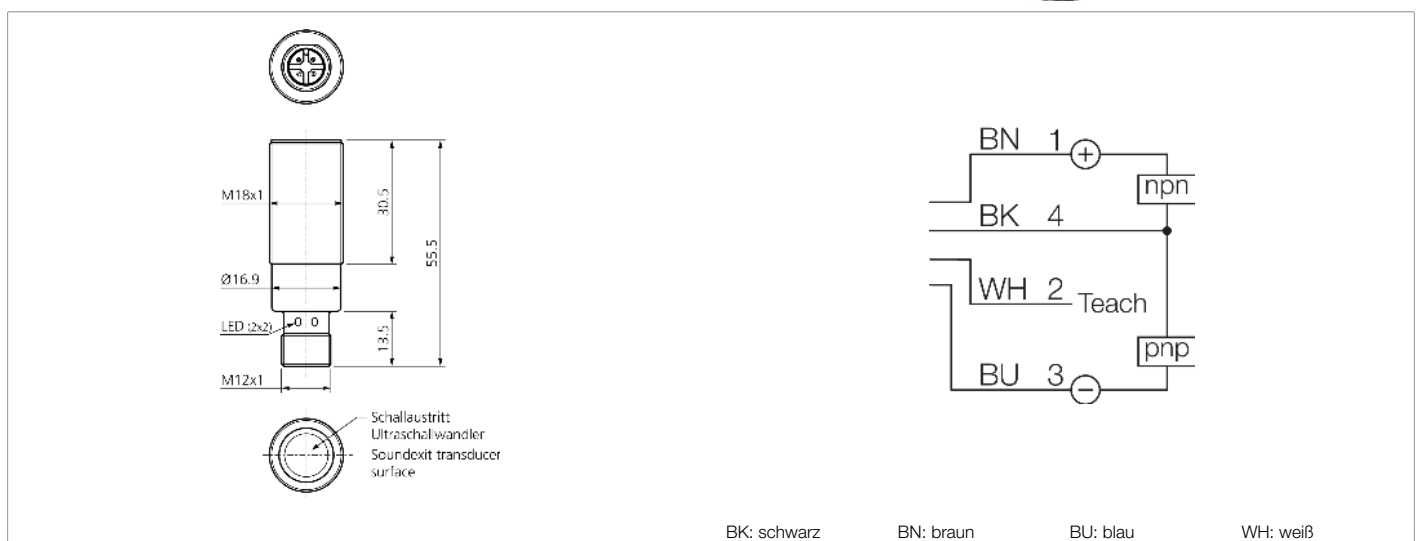 M18x1
30.5
55.5
Ø16.9
LED (2x2)
13.5
M12x1
Schallaustritt
Ultraschallwandler
Soundexit transducer
surface
BN 1 +
npn
BK 4
WH 2 Teach
pnp
BU 3 −
BK: schwarz BN: braun BU: blau WH: weiß